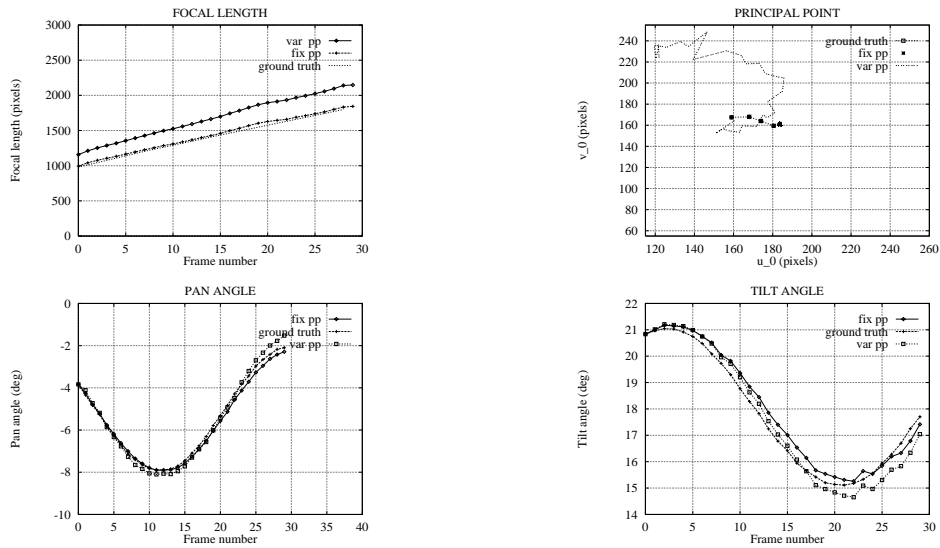 FOCAL LENGTH
3000
2500
2000
1500
1000
500
0
0 5 10 15 20 25 30
Focal length (pixels)
Frame number
var pp
fix pp
ground truth
PRINCIPAL POINT
240
220
200
180
160
140
120
100
80
60
120 140 160 180 200 220 240 260
v_0 (pixels)
u_0 (pixels)
ground truth
fix pp
var pp
PAN ANGLE
0
-2
-4
-6
-8
-10
0 5 10 15 20 25 30 35 40
Pan angle (deg)
Frame number
fix pp
ground truth
var pp
TILT ANGLE
22
21
20
19
18
17
16
15
14
0 5 10 15 20 25 30
Tilt angle (deg)
Frame number
fix pp
ground truth
var pp